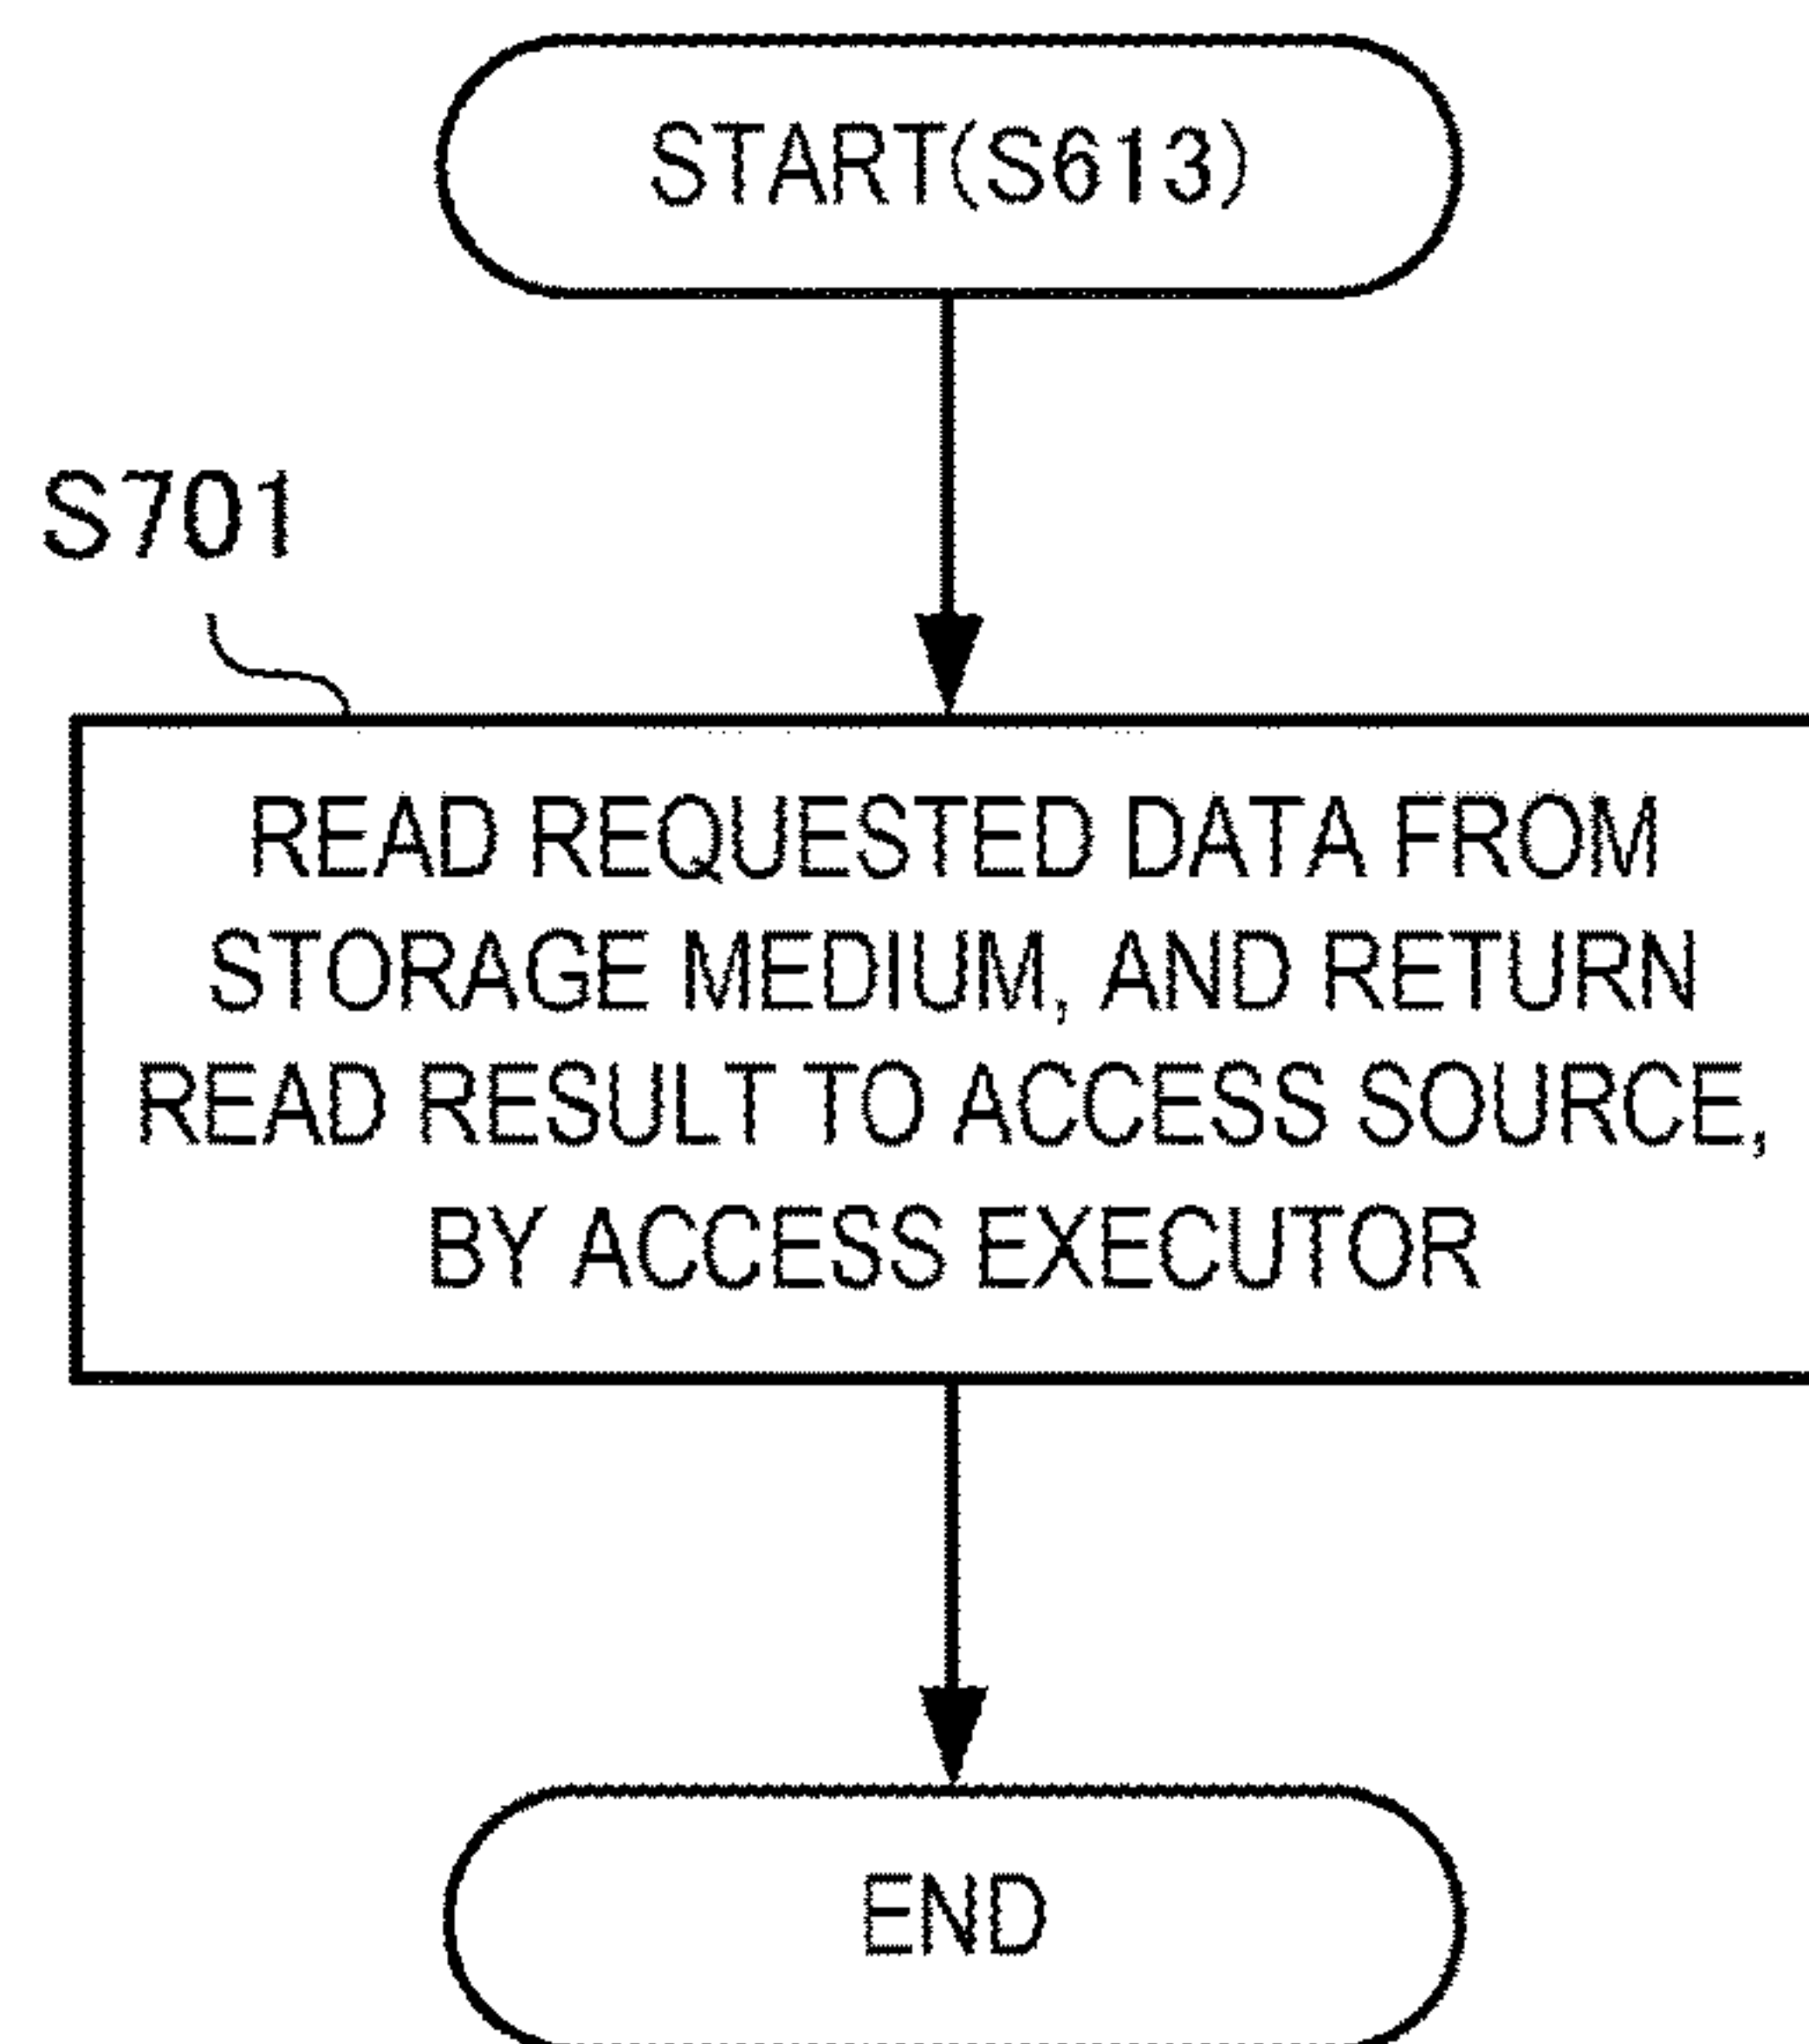 START(S613)
S701
READ REQUESTED DATA FROM
STORAGE MEDIUM, AND RETURN
READ RESULT TO ACCESS SOURCE,
BY ACCESS EXECUTOR
END